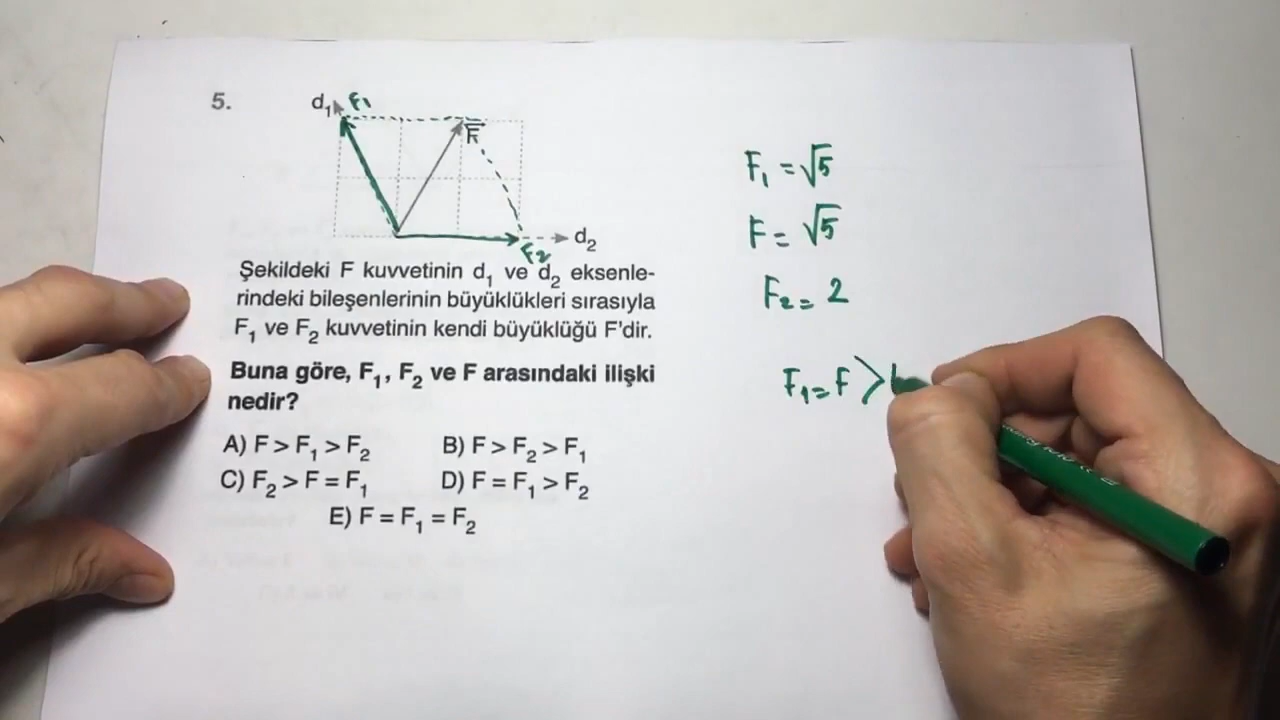 5.
d₁ F₁
F
d₂
F₂
Şekildeki F kuvvetinin d₁ ve d₂ eksenle-
rindeki bileşenlerinin büyüklükleri sırasıyla
F₁ ve F₂ kuvvetinin kendi büyüklüğü F'dir.
Buna göre, F₁, F₂ ve F arasındaki ilişki
nedir?
A) F > F₁ > F₂ B) F > F₂ > F₁
C) F₂ > F = F₁ D) F = F₁ > F₂
E) F = F₁ = F₂
F₁ = √5
F = √5
F₂ = 2
F₁ = F >